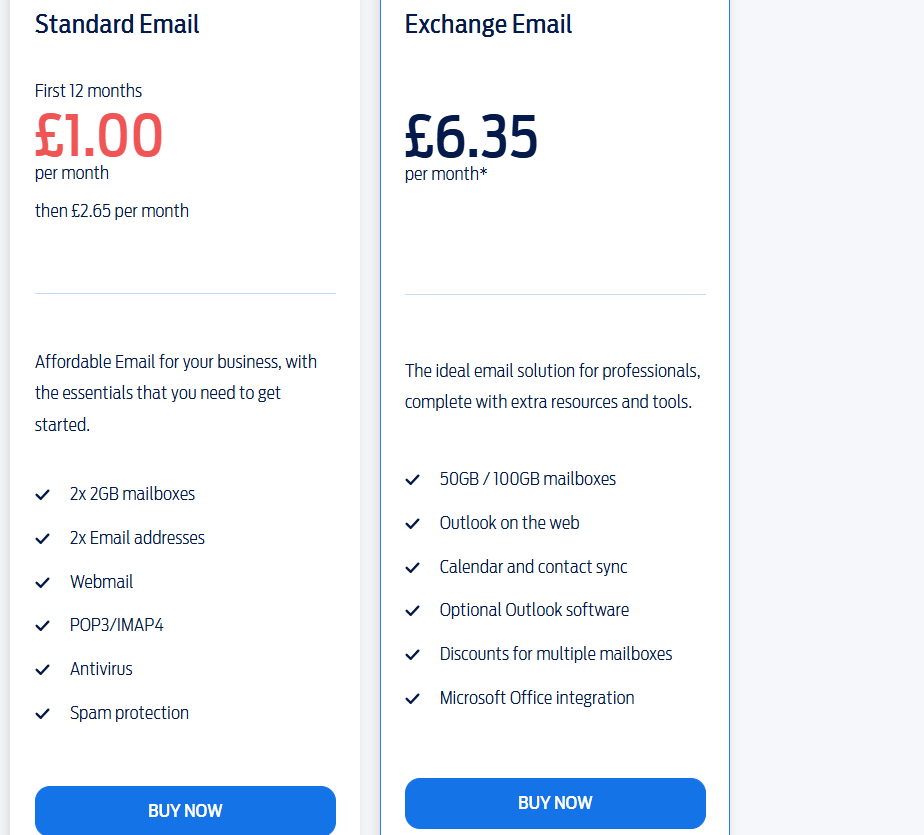 Standard Email
First 12 months
£1.00
per month
then £2.65 per month
Affordable Email for your business, with
the essentials that you need to get
started.
2x 2GB mailboxes
2x Email addresses
Webmail
POP3/IMAP4
Antivirus
Spam protection
BUY NOW
Exchange Email
£6.35
per month*
The ideal email solution for professionals,
complete with extra resources and tools.
50GB / 100GB mailboxes
Outlook on the web
Calendar and contact sync
Optional Outlook software
Discounts for multiple mailboxes
Microsoft Office integration
BUY NOW